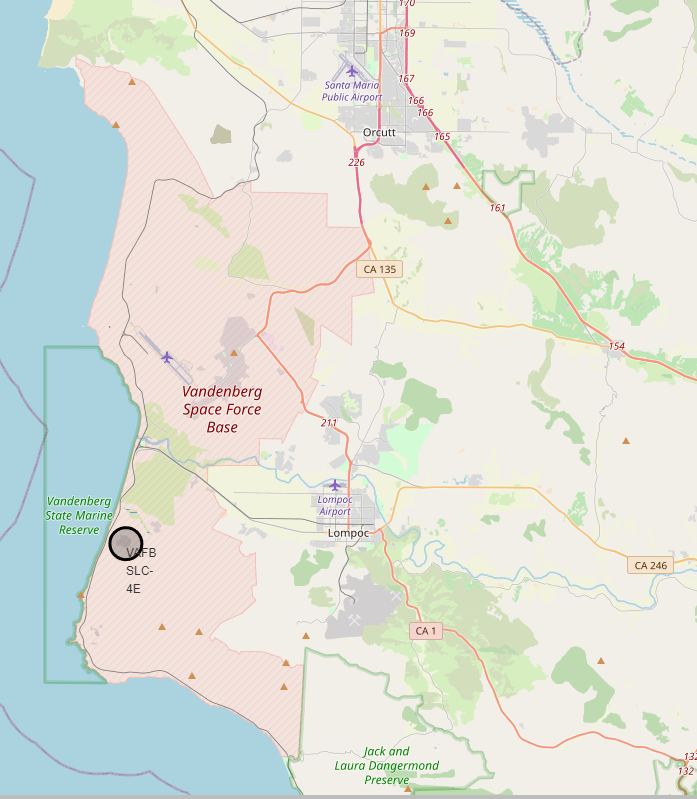 170
169
Santa Maria
Public Airport
167
166
166
Orcutt
165
226
161
CA 135
154
Vandenberg
Space Force
Base
211
Vandenberg
State Marine
Reserve
Lompoc
Airport
Lompoc
VAFB
SLC-
4E
CA 246
CA 1
Jack and
Laura Dangermond
Preserve
132
132